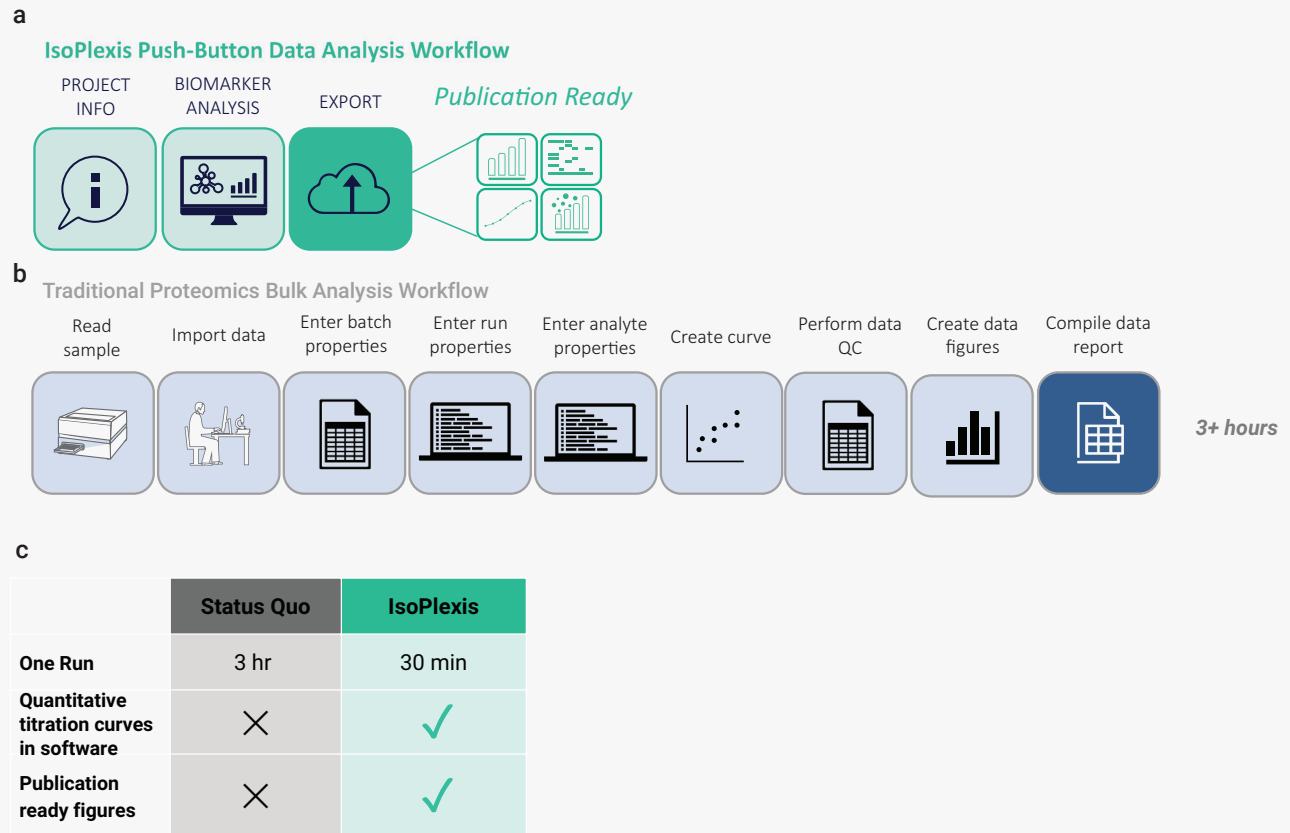 a
IsoPlexis Push-Button Data Analysis Workflow
PROJECT
INFO
BIOMARKER
ANALYSIS
EXPORT
Publication Ready
b
Traditional Proteomics Bulk Analysis Workflow
Read
sample
Import data
Enter batch
properties
Enter run
properties
Enter analyte
properties
Create curve
Perform data
QC
Create data
figures
Compile data
report
3+ hours
c
Status Quo
IsoPlexis
One Run
3 hr
30 min
Quantitative
titration curves
in software
Publication
ready figures